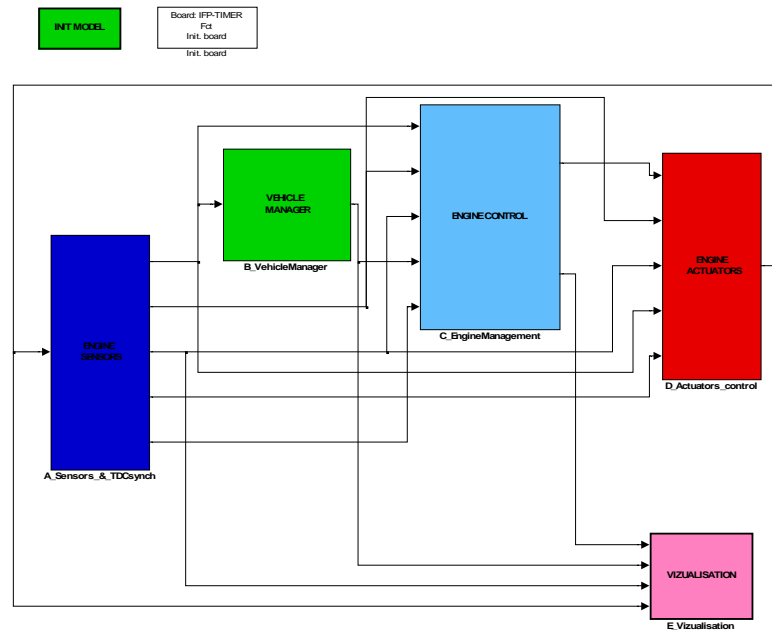 INIT MODEL
Board: IFP-TIMER
Fct
Init. board
Init. board
VEHICLE
MANAGER
B_VehicleManager
ENGINE CONTROL
C_EngineManagement
ENGINE
ACTUATORS
D_Actuators_control
ENGINE
SENSORS
A_Sensors_&_TDCsynch
VIZUALISATION
E_Vizualisation